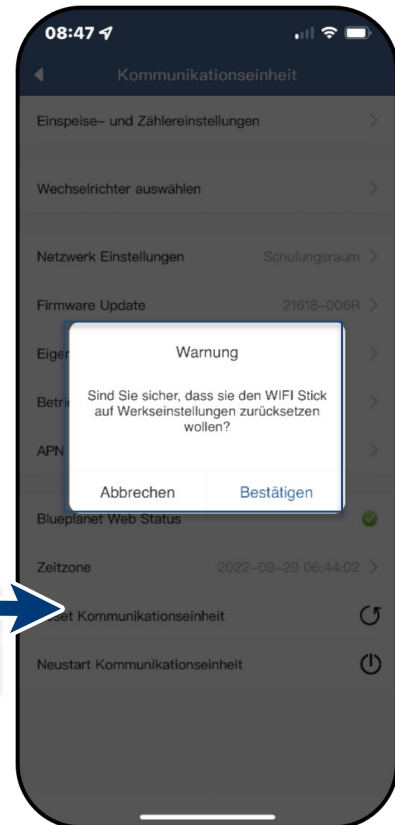 08:47
Kommunikationseinheit
Einspeise- und Zählereinstellungen
Wechselrichter auswählen
Netzwerk Einstellungen Schulungsraum
Firmware Update 21618-006R
Warnung
Sind Sie sicher, dass sie den WIFI Stick
auf Werkseinstellungen zurücksetzen
wollen?
APN
Abbrechen Bestätigen
Blueplanet Web Status
Zeitzone 2022-09-29 06:44:02
Kommunikationseinheit
Neustart Kommunikationseinheit